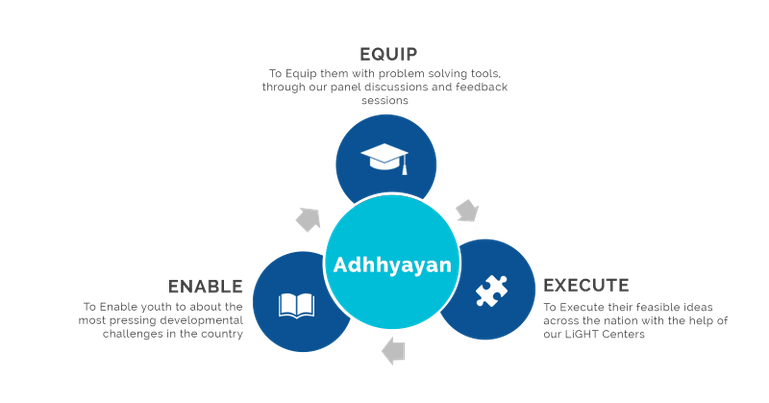 EQUIP
To Equip them with problem solving tools,
through our panel discussions and feedback
sessions
Adhhyayan
ENABLE
To Enable youth to about the
most pressing developmental
challenges in the country
EXECUTE
To Execute their feasible ideas
across the nation with the help of
our LiGHT Centers